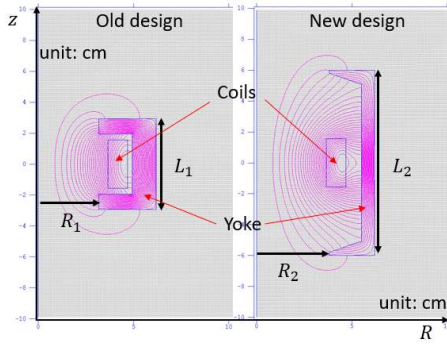 Old design
New design
z
unit: cm
Coils
L₁
L₂
R₁
Yoke
R₂
unit: cm
R
10
8
6
4
2
0
-2
-4
-6
-8
-10
0
5
10
10
8
6
4
2
0
-2
-4
-6
-8
-10
0
5
10